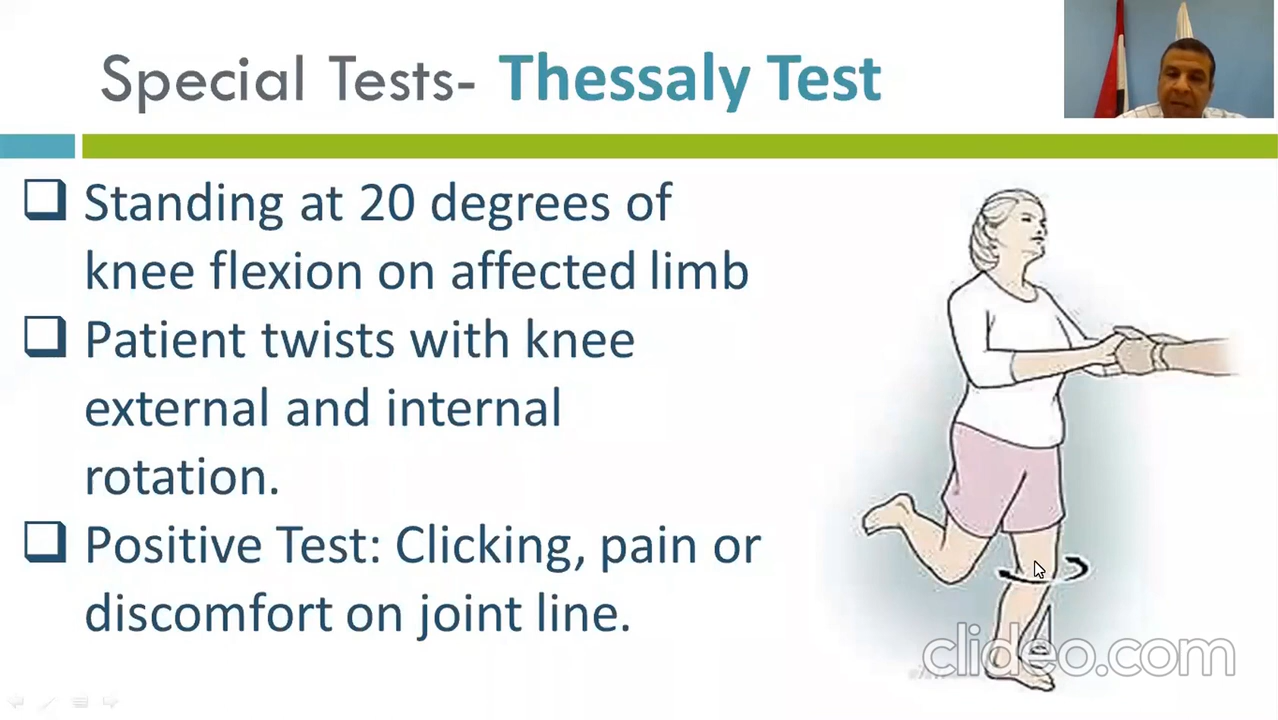 Special Tests- Thessaly Test
Standing at 20 degrees of
knee flexion on affected limb
Patient twists with knee
external and internal
rotation.
Positive Test: Clicking, pain or
discomfort on joint line.
clideo.com